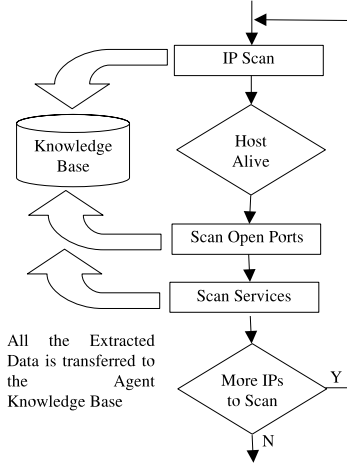 IP Scan
Knowledge
Base
Host
Alive
Scan Open Ports
Scan Services
All the Extracted
Data is transferred to
the Agent
Knowledge Base
More IPs
to Scan
Y
N